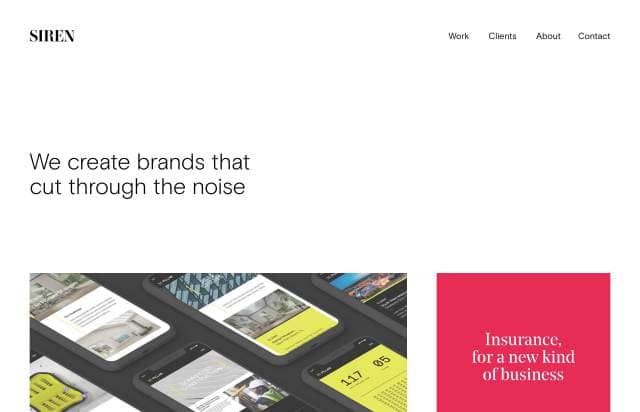 SIREN
Work Clients About Contact
We create brands that
cut through the noise
117 05
Insurance,
for a new kind
of business